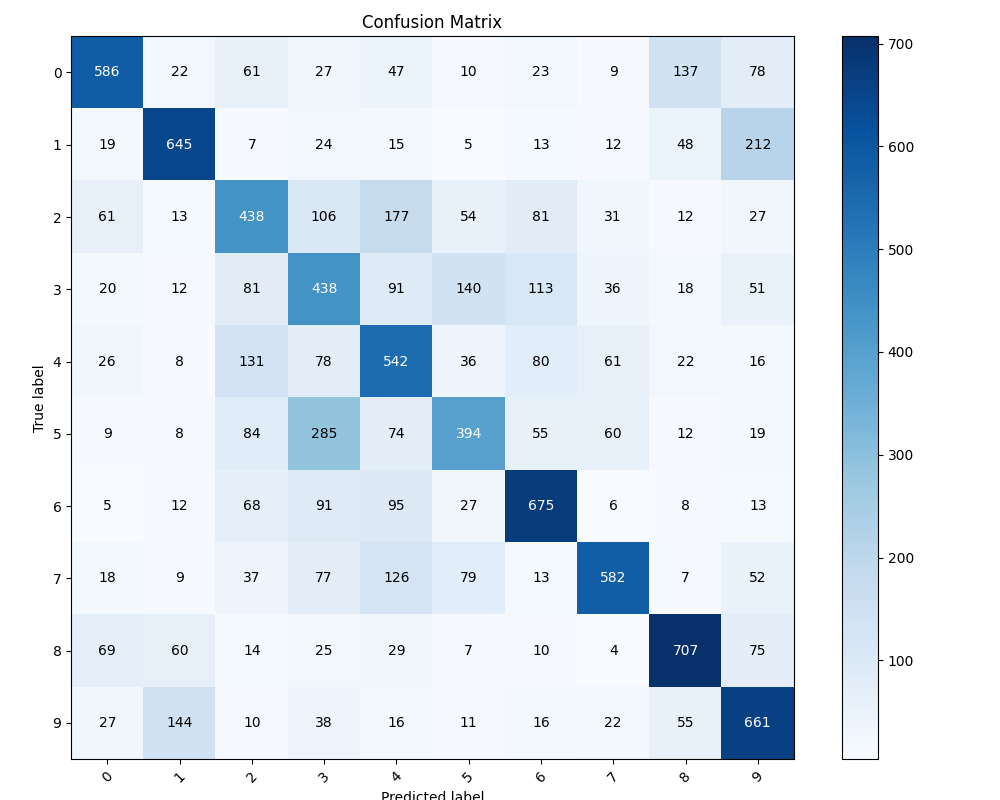 Confusion Matrix
0 586 22 61 27 47 10 23 9 137 78
1 19 645 7 24 15 5 13 12 48 212
2 61 13 438 106 177 54 81 31 12 27
3 20 12 81 438 91 140 113 36 18 51
4 26 8 131 78 542 36 80 61 22 16
5 9 8 84 285 74 394 55 60 12 19
6 5 12 68 91 95 27 675 6 8 13
7 18 9 37 77 126 79 13 582 7 52
8 69 60 14 25 29 7 10 4 707 75
9 27 144 10 38 16 11 16 22 55 661
0 1 2 3 4 5 6 7 8 9
True label
Predicted label
700
600
500
400
300
200
100